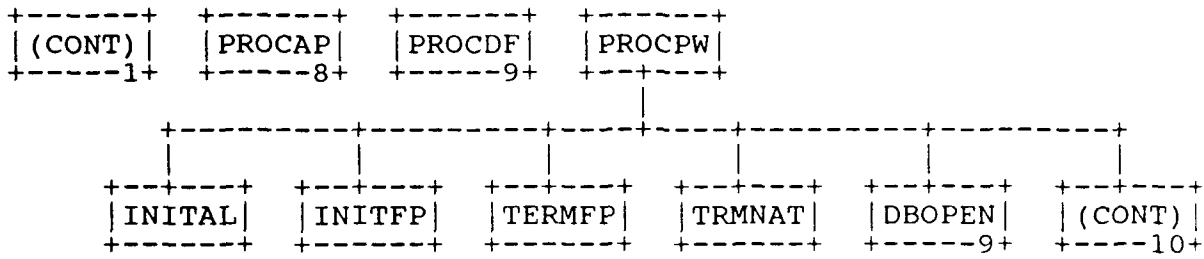 (CONT) PROCAP PROCDF PROCPW
1 8 9
INITAL INITFP TERMFP TRMNAT DBOPEN (CONT)
9 10